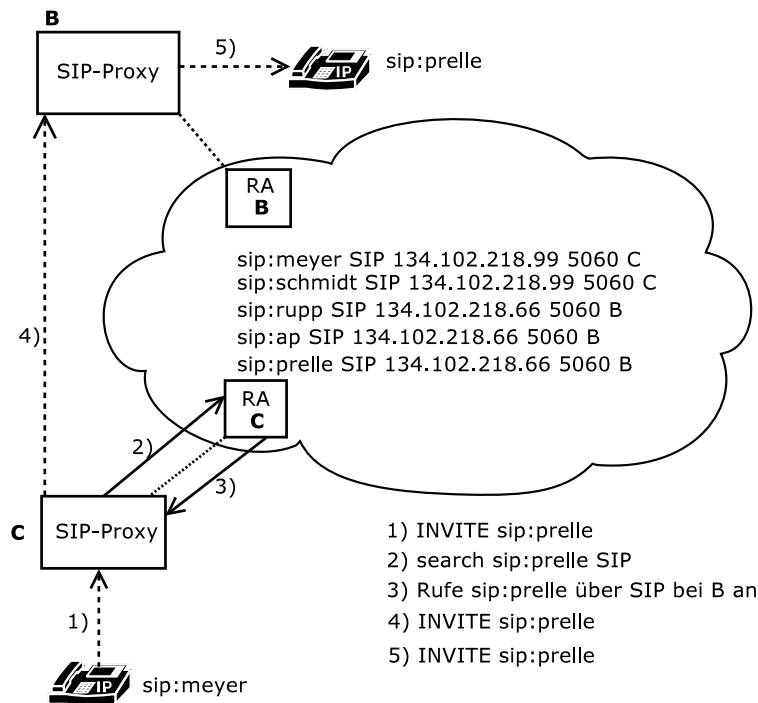 B
SIP-Proxy
5)
IP
sip:prelle
RA
B
sip:meyer SIP 134.102.218.99 5060 C
sip:schmidt SIP 134.102.218.99 5060 C
sip:rupp SIP 134.102.218.66 5060 B
sip:ap SIP 134.102.218.66 5060 B
sip:prelle SIP 134.102.218.66 5060 B
4)
RA
C
2)
3)
C
SIP-Proxy
1)
IP
sip:meyer
1) INVITE sip:prelle
2) search sip:prelle SIP
3) Rufe sip:prelle über SIP bei B an
4) INVITE sip:prelle
5) INVITE sip:prelle